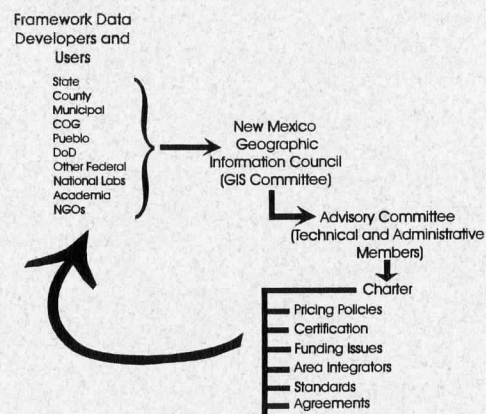 Framework Data
Developers and
Users
State
County
Municipal
COG
Pueblo
DoD
Other Federal
National Labs
Academia
NGOs
New Mexico
Geographic
Information Council
(GIS Committee)
Advisory Committee
(Technical and Administrative
Members)
Charter
Pricing Policies
Certification
Funding Issues
Area Integrators
Standards
Agreements